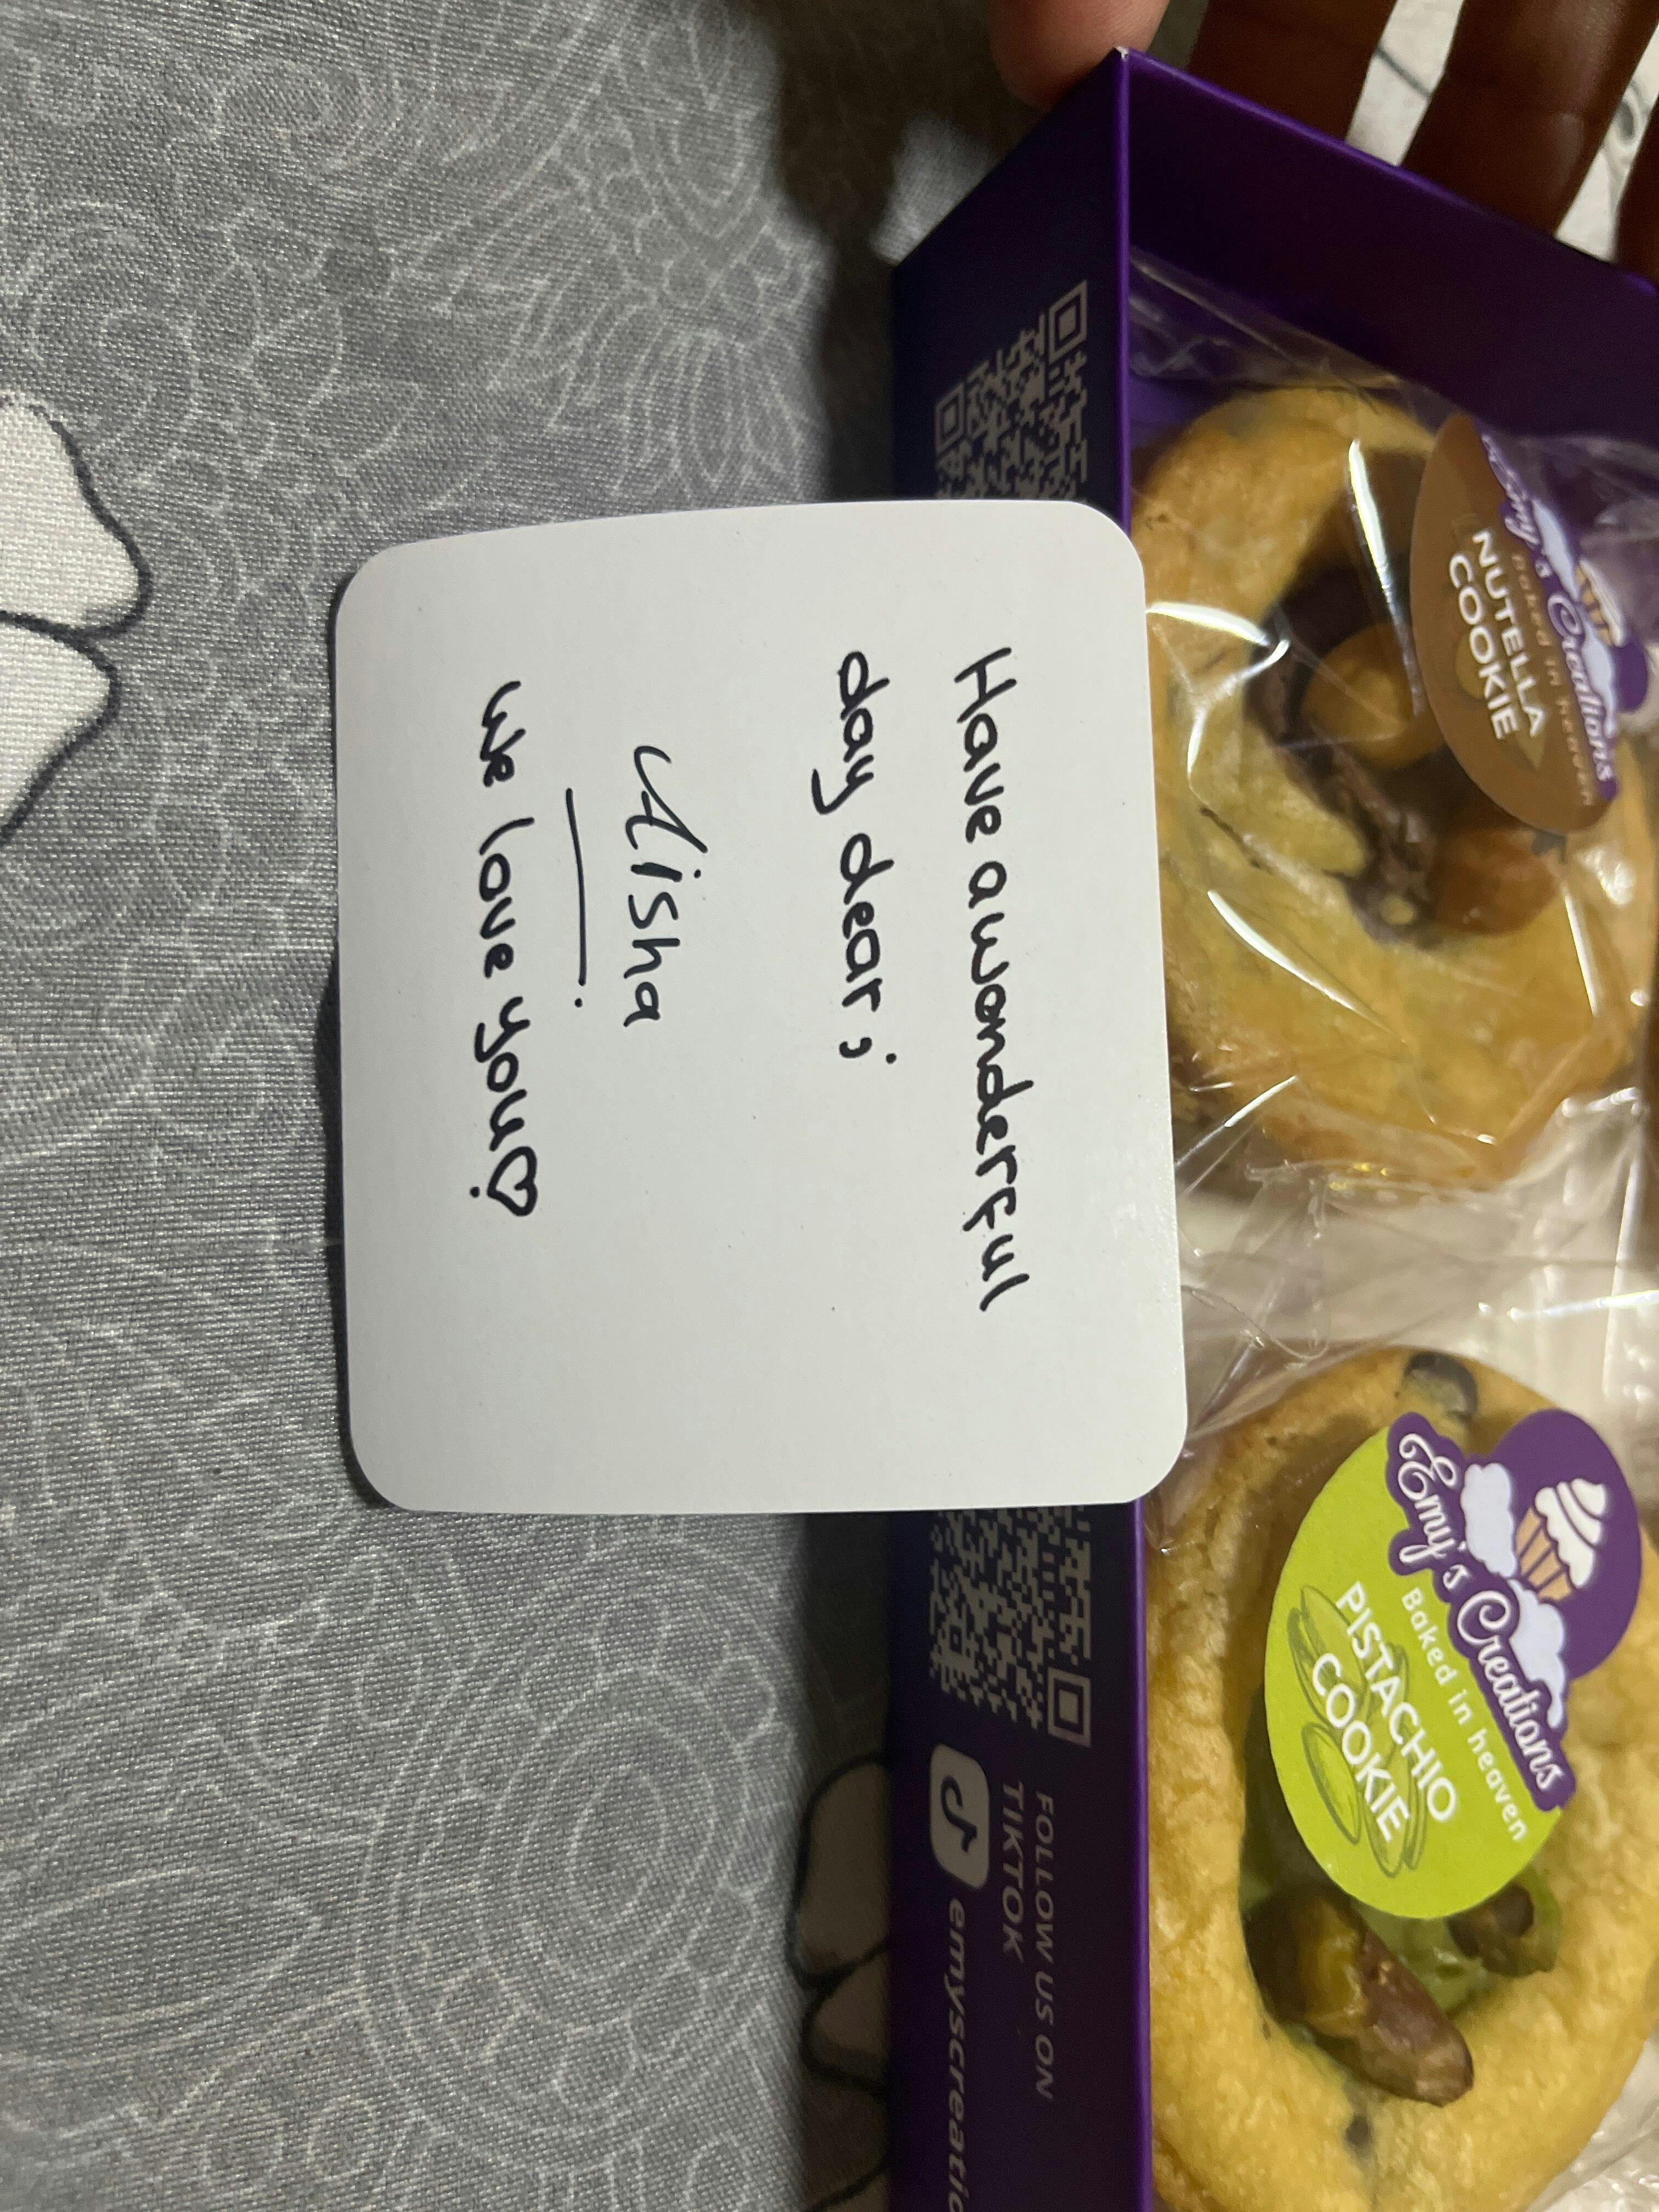 Have a wonderful
day dear;
Aisha
we love you♡.
Emy's Creations
Baked in heaven
NUTELLA
COOKIE
Emy's Creations
Baked in heaven
PISTACHIO
COOKIE
FOLLOW US ON
TIKTOK